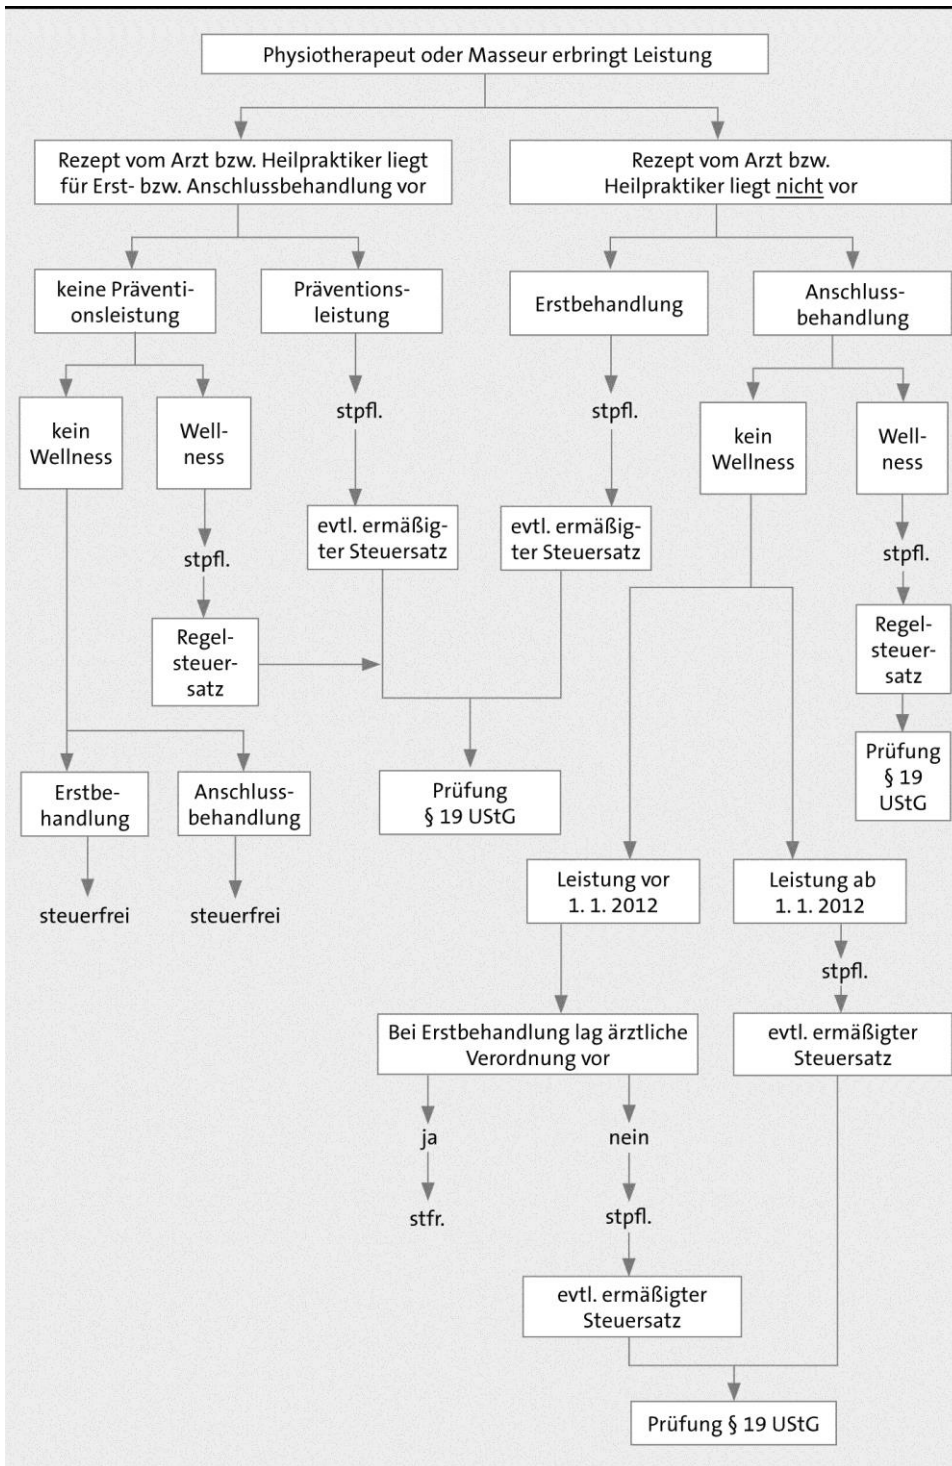 Physiotherapeut oder Masseur erbringt Leistung
Rezept vom Arzt bzw. Heilpraktiker liegt
für Erst- bzw. Anschlussbehandlung vor
Rezept vom Arzt bzw.
Heilpraktiker liegt nicht vor
keine Präventi-
onsleistung
Präventions-
leistung
Erstbehandlung
Anschluss-
behandlung
kein
Wellness
Well-
ness
stpfl.
stpfl.
kein
Wellness
Well-
ness
evtl. ermäßig-
ter Steuersatz
evtl. ermäßig-
ter Steuersatz
stpfl.
stpfl.
Regel-
steuer-
satz
Regel-
steuer-
satz
Erstbe-
handlung
Anschluss-
behandlung
Prüfung
§ 19 UStG
Prüfung
§ 19
UStG
steuerfrei
steuerfrei
Leistung vor
1. 1. 2012
Leistung ab
1. 1. 2012
stpfl.
Bei Erstbehandlung lag ärztliche
Verordnung vor
evtl. ermäßigter
Steuersatz
ja
nein
stfr.
stpfl.
evtl. ermäßigter
Steuersatz
Prüfung § 19 UStG